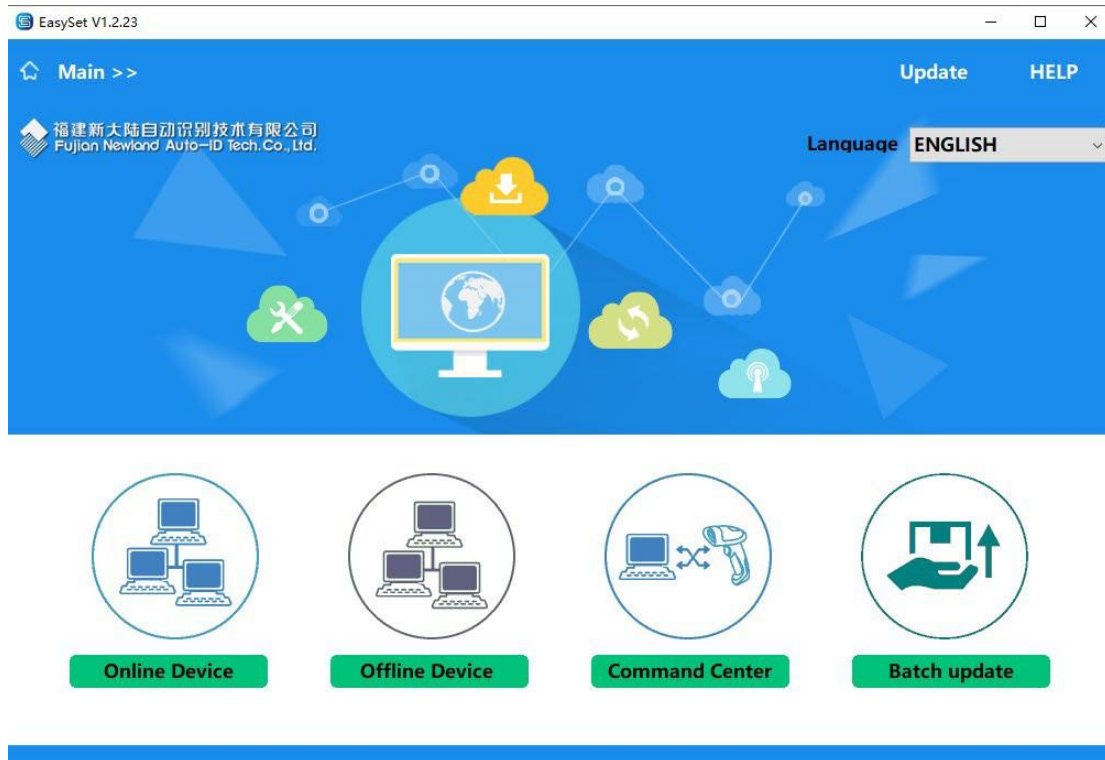 EasySet V1.2.23
Main >>
Update
HELP
福建新大陆自动识别技术有限公司
Fujian Newland Auto-ID Tech.Co.,Ltd.
Language
ENGLISH
Online Device
Offline Device
Command Center
Batch update